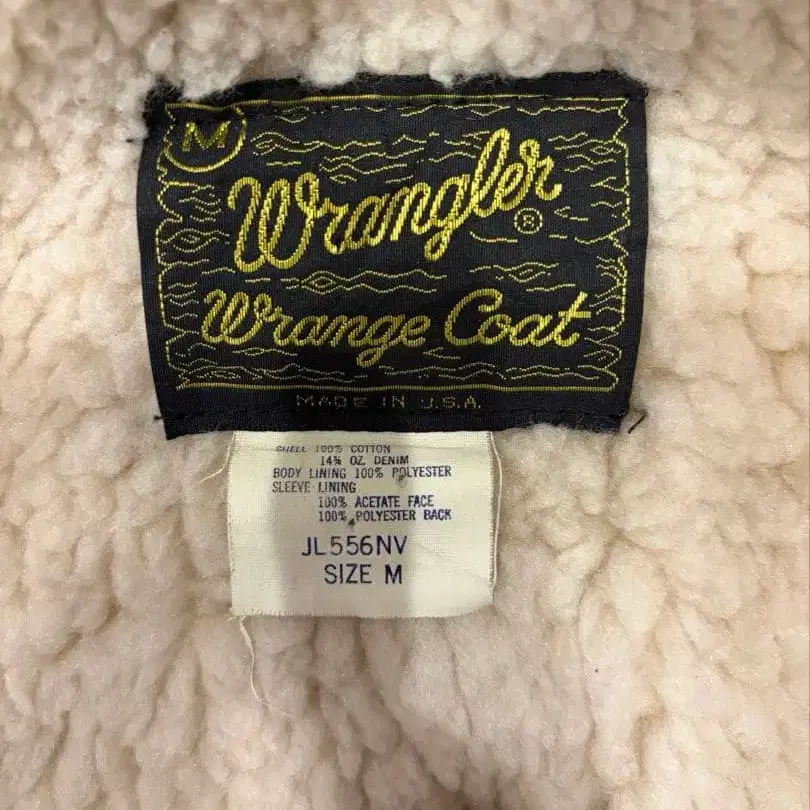 M
Wrangler®
Wrange Coat
MADE IN U.S.A.
SHELL 100% COTTON
14¾ OZ. DENIM
BODY LINING 100% POLYESTER
SLEEVE LINING
100% ACETATE FACE
100% POLYESTER BACK
JL556NV
SIZE M